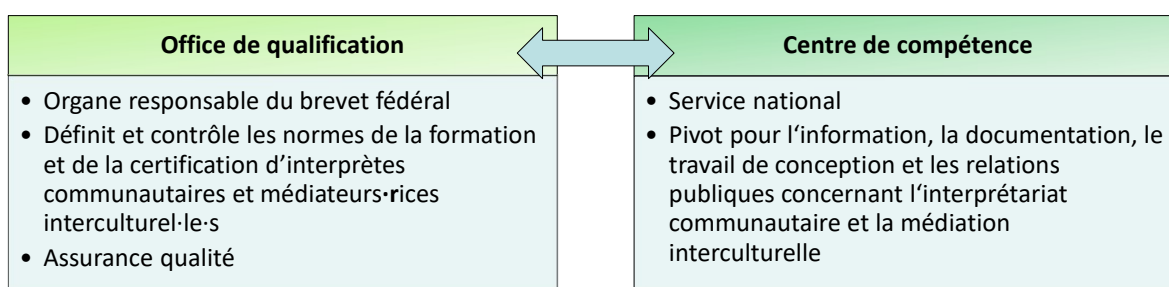 Office de qualification
• Organe responsable du brevet fédéral
• Définit et contrôle les normes de la formation
et de la certification d’interprètes
communautaires et médiateurs·rices
interculturel·le·s
• Assurance qualité
Centre de compétence
• Service national
• Pivot pour l‘information, la documentation, le
travail de conception et les relations
publiques concernant l‘interprétariat
communautaire et la médiation
interculturelle